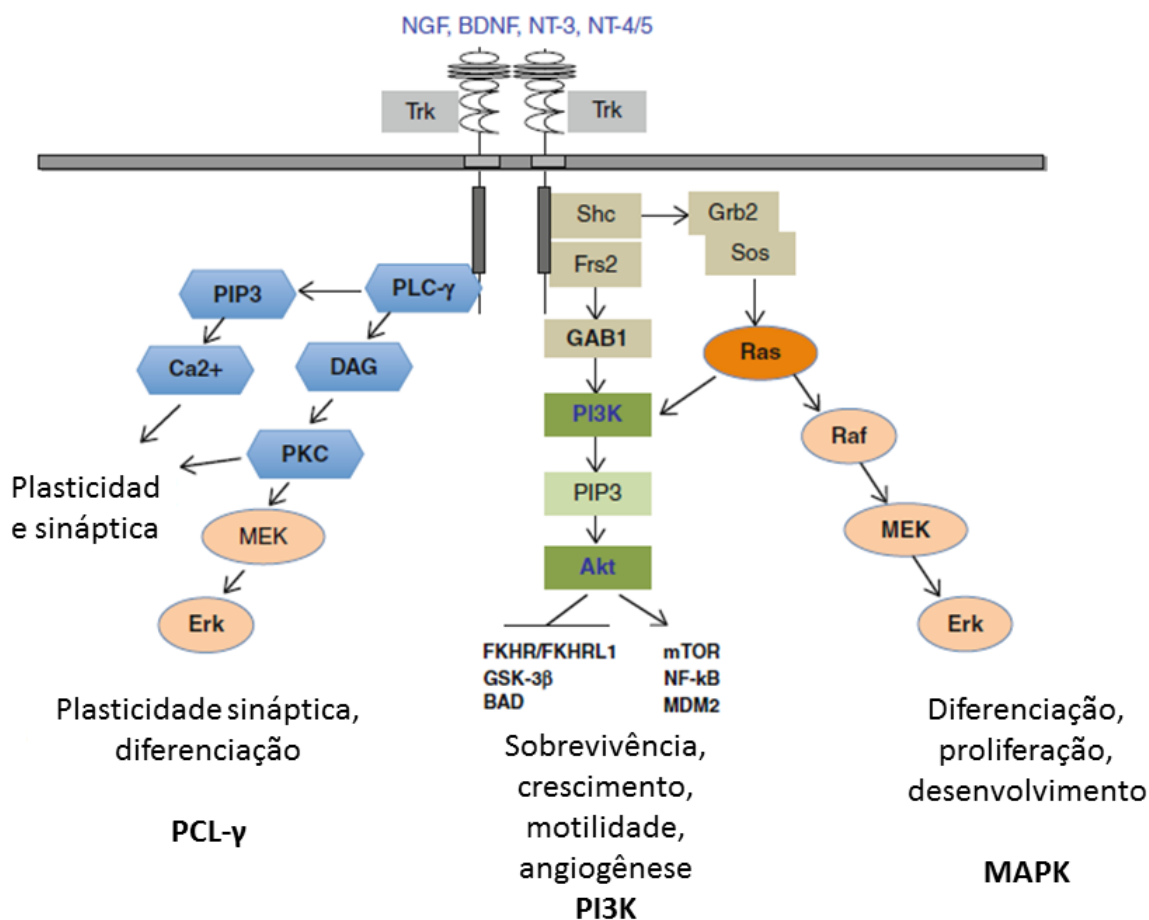 NGF, BDNF, NT-3, NT-4/5
Trk
Trk
Shc
Grb2
Sos
Frs2
PIP3
PLC-γ
GAB1
Ras
Ca2+
DAG
PI3K
Raf
PKC
Plasticidad
e sináptica
PIP3
MEK
MEK
Akt
Erk
Erk
FKHR/FKHRL1
GSK-3β
BAD
mTOR
NF-kB
MDM2
Plasticidade sináptica,
diferenciação
PCL-γ
Sobrevivência,
crescimento,
motilidade,
angiogênese
PI3K
Diferenciação,
proliferação,
desenvolvimento
MAPK